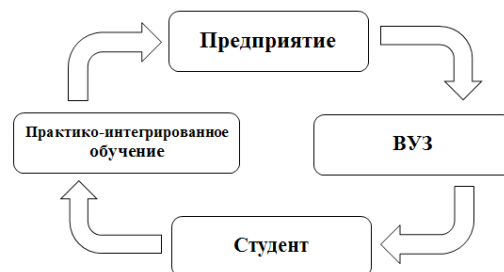 Предприятие
Практико-интегрированное
обучение
ВУЗ
Студент